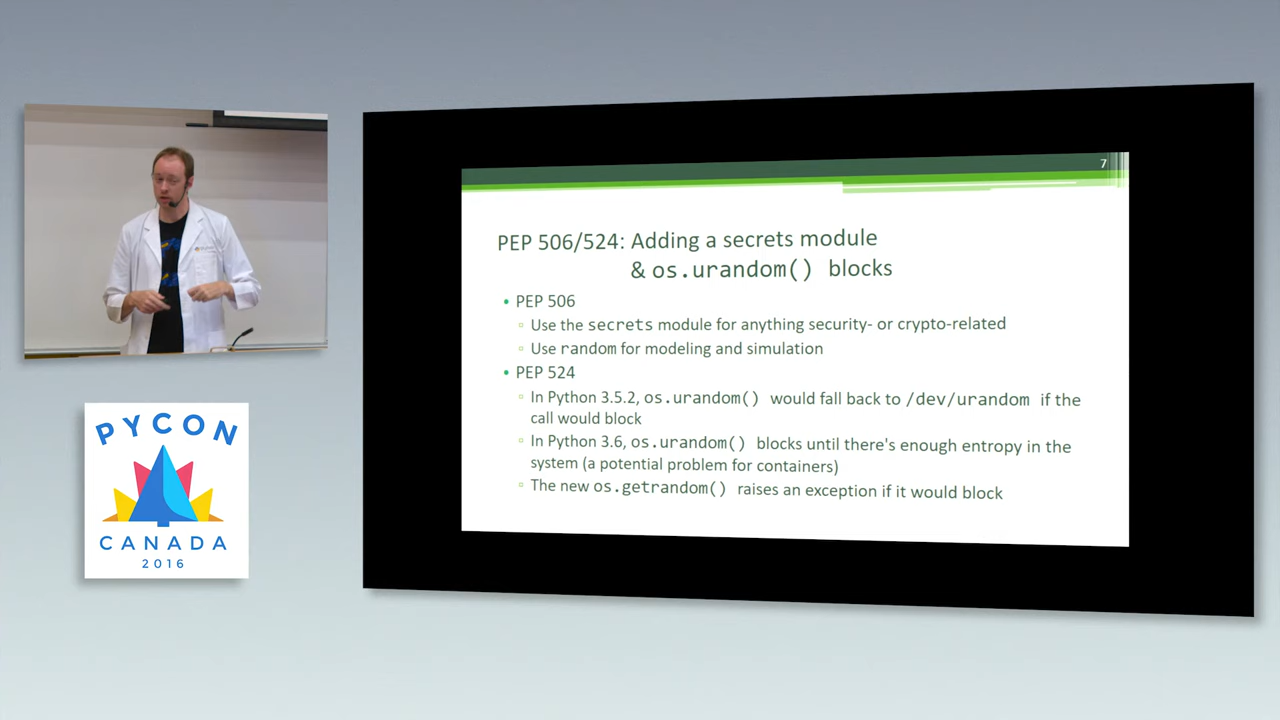 7
PEP 506/524: Adding a secrets module
& os.urandom() blocks
• PEP 506
▫ Use the secrets module for anything security- or crypto-related
▫ Use random for modeling and simulation
• PEP 524
▫ In Python 3.5.2, os.urandom() would fall back to /dev/urandom if the
call would block
▫ In Python 3.6, os.urandom() blocks until there's enough entropy in the
system (a potential problem for containers)
▫ The new os.getrandom() raises an exception if it would block
PYCON
CANADA
2016